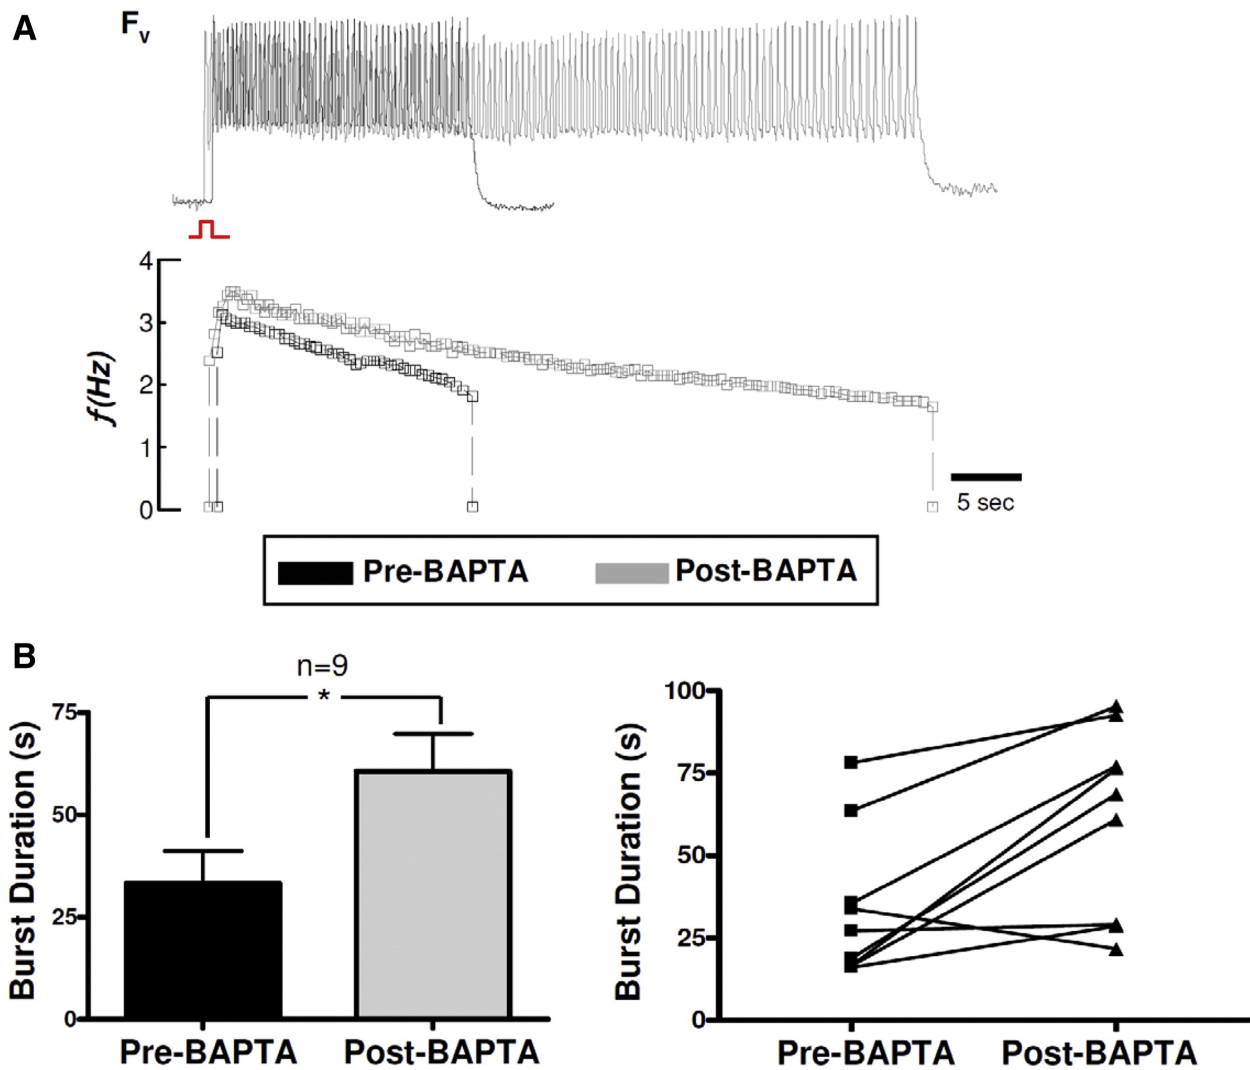 A
Fv
4
3
2
1
0
f(Hz)
5 sec
Pre-BAPTA Post-BAPTA
B
n=9
*
75
50
25
0
Burst Duration (s)
Pre-BAPTA Post-BAPTA
100
75
50
25
0
Burst Duration (s)
Pre-BAPTA Post-BAPTA